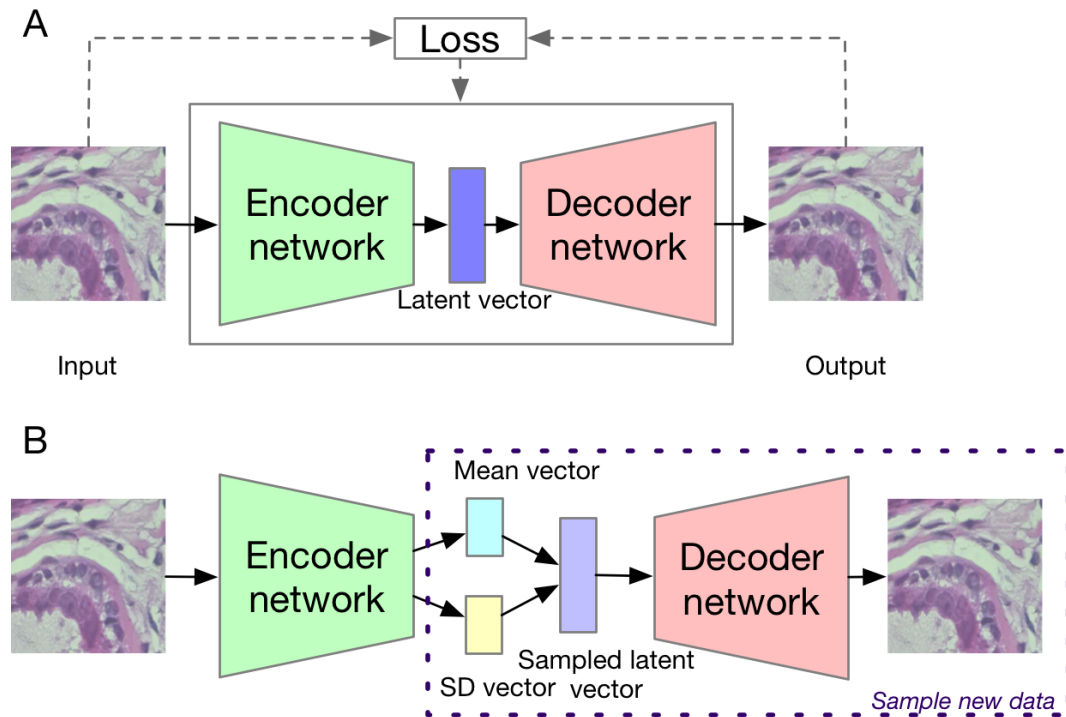 A
Loss
Encoder
network
Latent vector
Decoder
network
Input
Output
B
Mean vector
Encoder
network
SD vector
Sampled latent
vector
Decoder
network
Sample new data